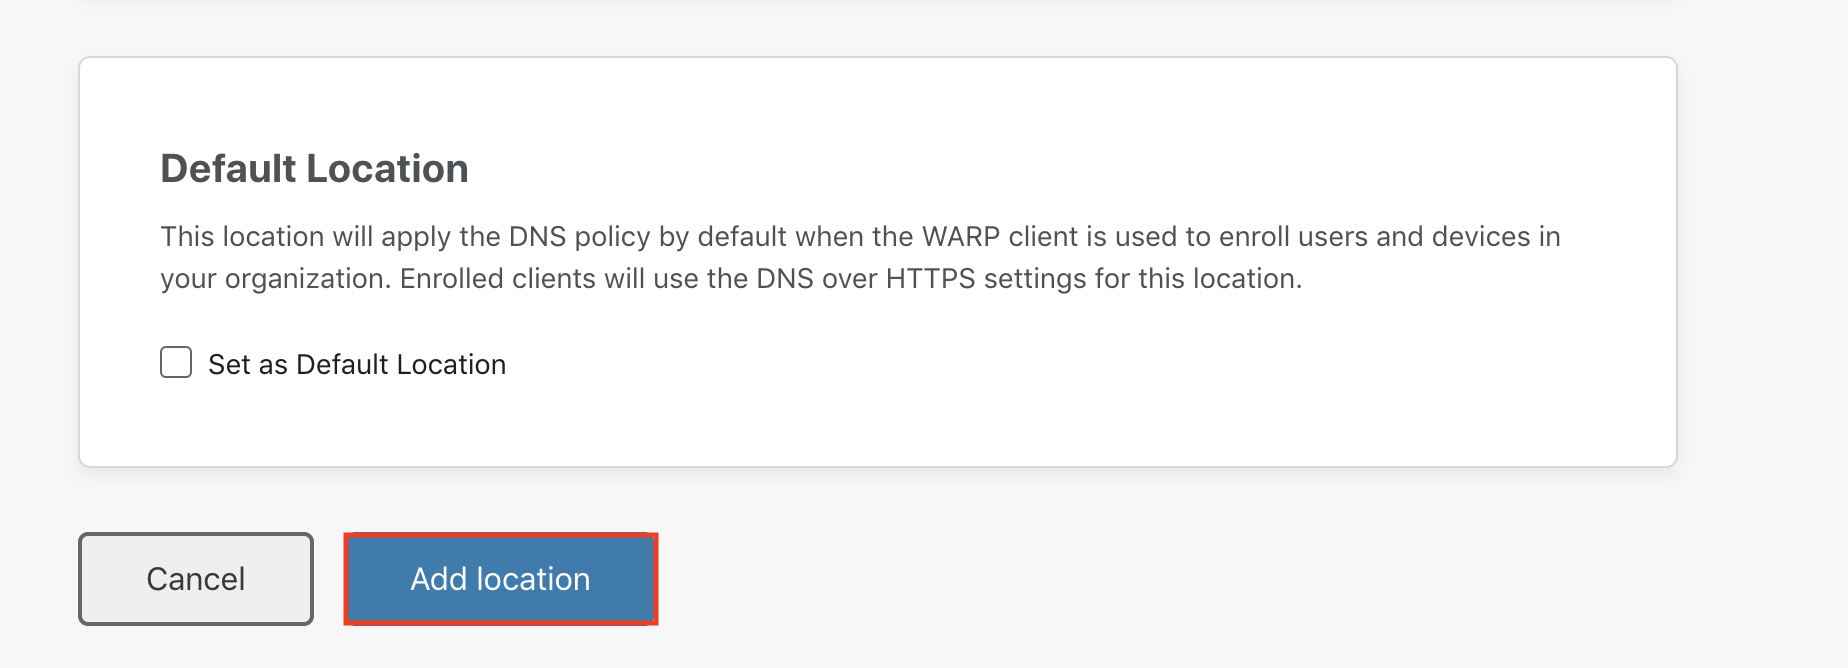 Default Location
This location will apply the DNS policy by default when the WARP client is used to enroll users and devices in
your organization. Enrolled clients will use the DNS over HTTPS settings for this location.
Set as Default Location
Cancel
Add location